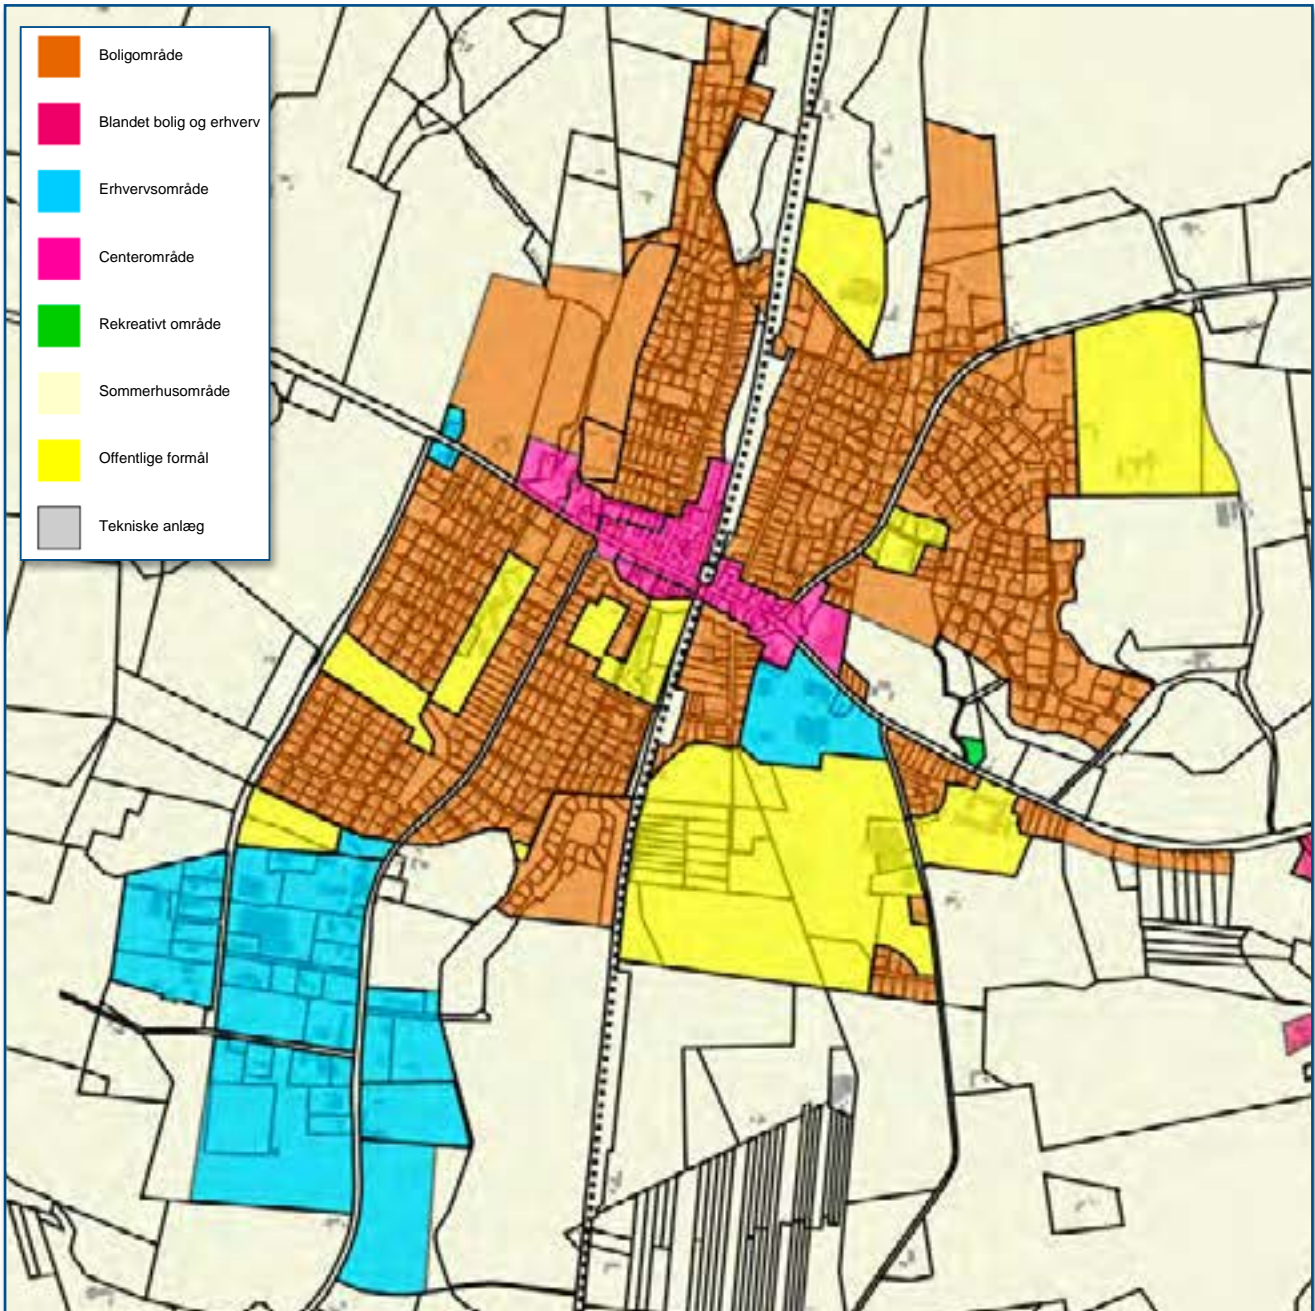 Boligområde
Blandet bolig og erhverv
Erhvervsområde
Centerområde
Rekreativt område
Sommerhusområde
Offentlige formål
Tekniske anlæg